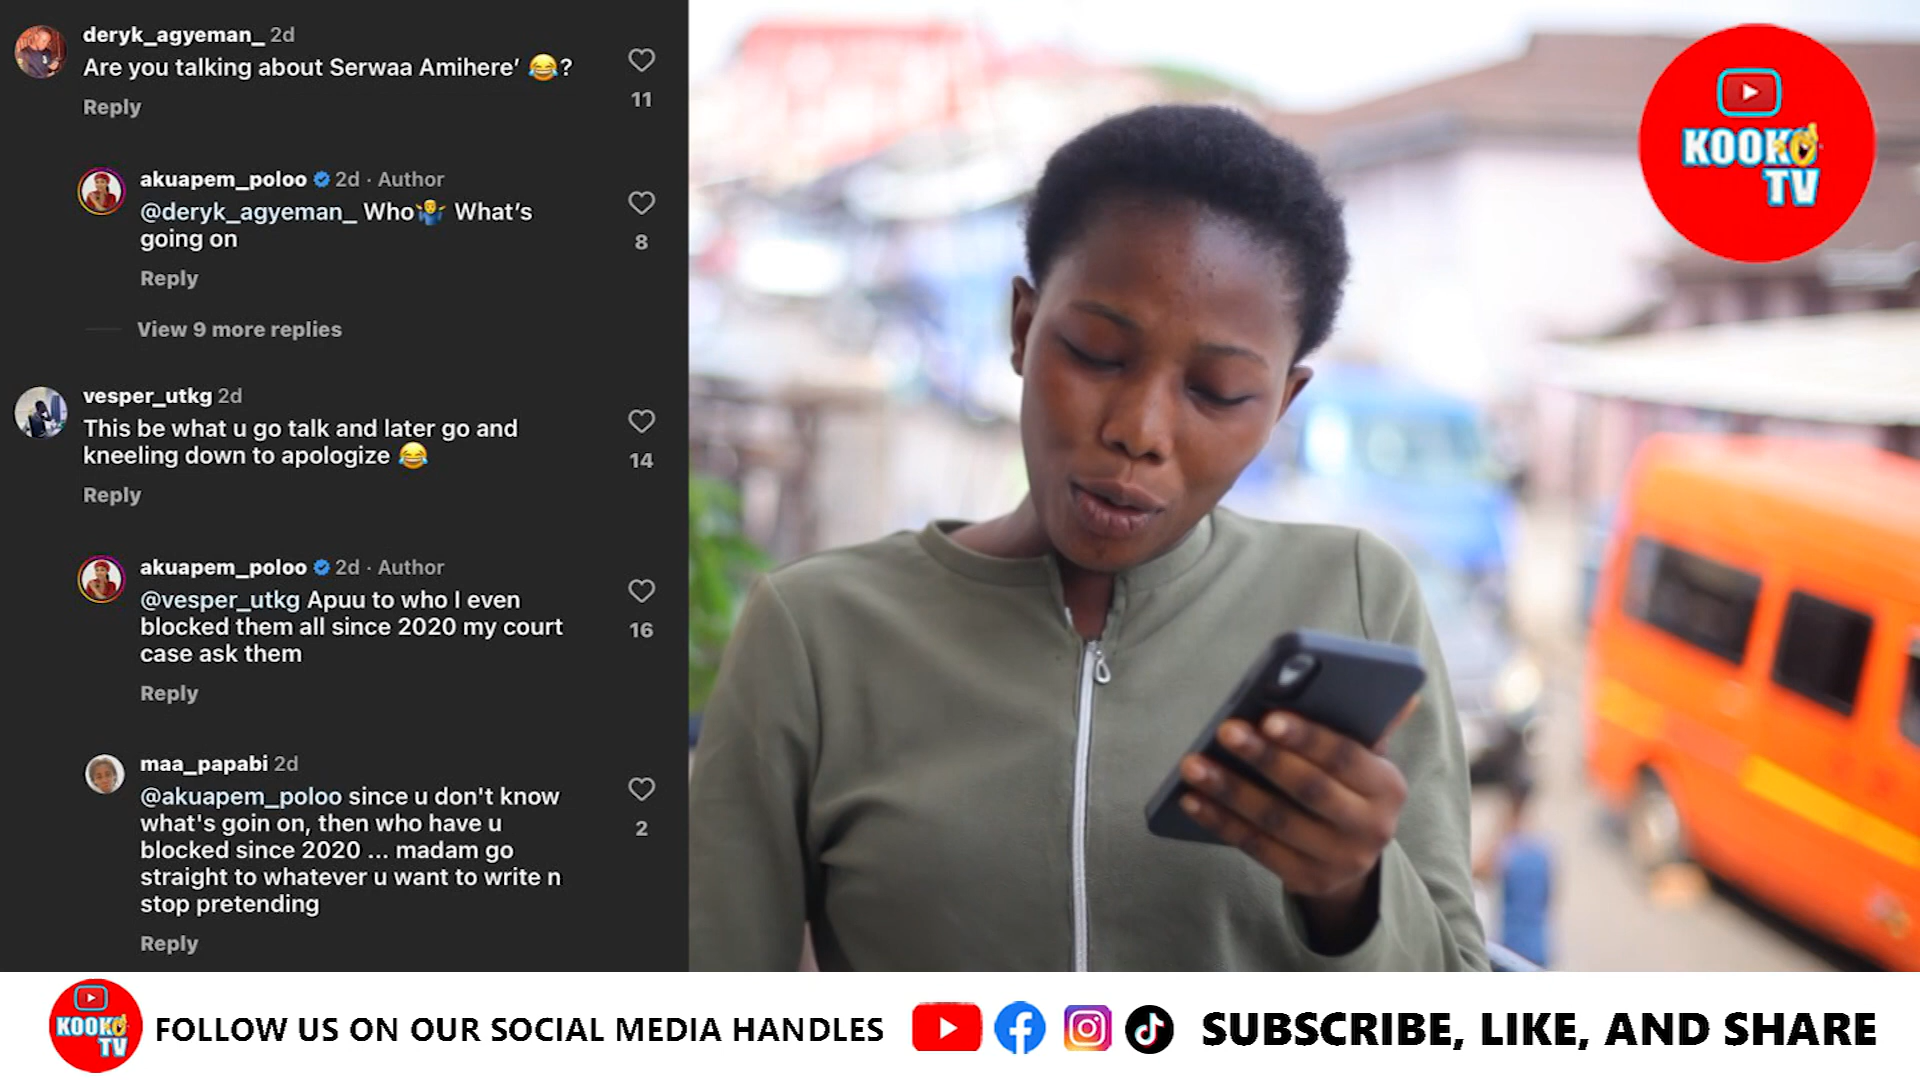 deryk_agyeman_ 2d
Are you talking about Serwaa Amihere' 😂?
11
Reply
akuapem_poloo 2d · Author
@deryk_agyeman_ Who🤷‍♂️ What's
going on
8
Reply
View 9 more replies
vesper_utkg 2d
This be what u go talk and later go and
kneeling down to apologize 😂
14
Reply
akuapem_poloo 2d · Author
@vesper_utkg Apuu to who I even
blocked them all since 2020 my court
case ask them
16
Reply
maa_papabi 2d
@akuapem_poloo since u don't know
what's goin on, then who have u
blocked since 2020 ... madam go
straight to whatever u want to write n
stop pretending
2
Reply
KOOKO
TV
KOOKO
TV
FOLLOW US ON OUR SOCIAL MEDIA HANDLES
SUBSCRIBE, LIKE, AND SHARE